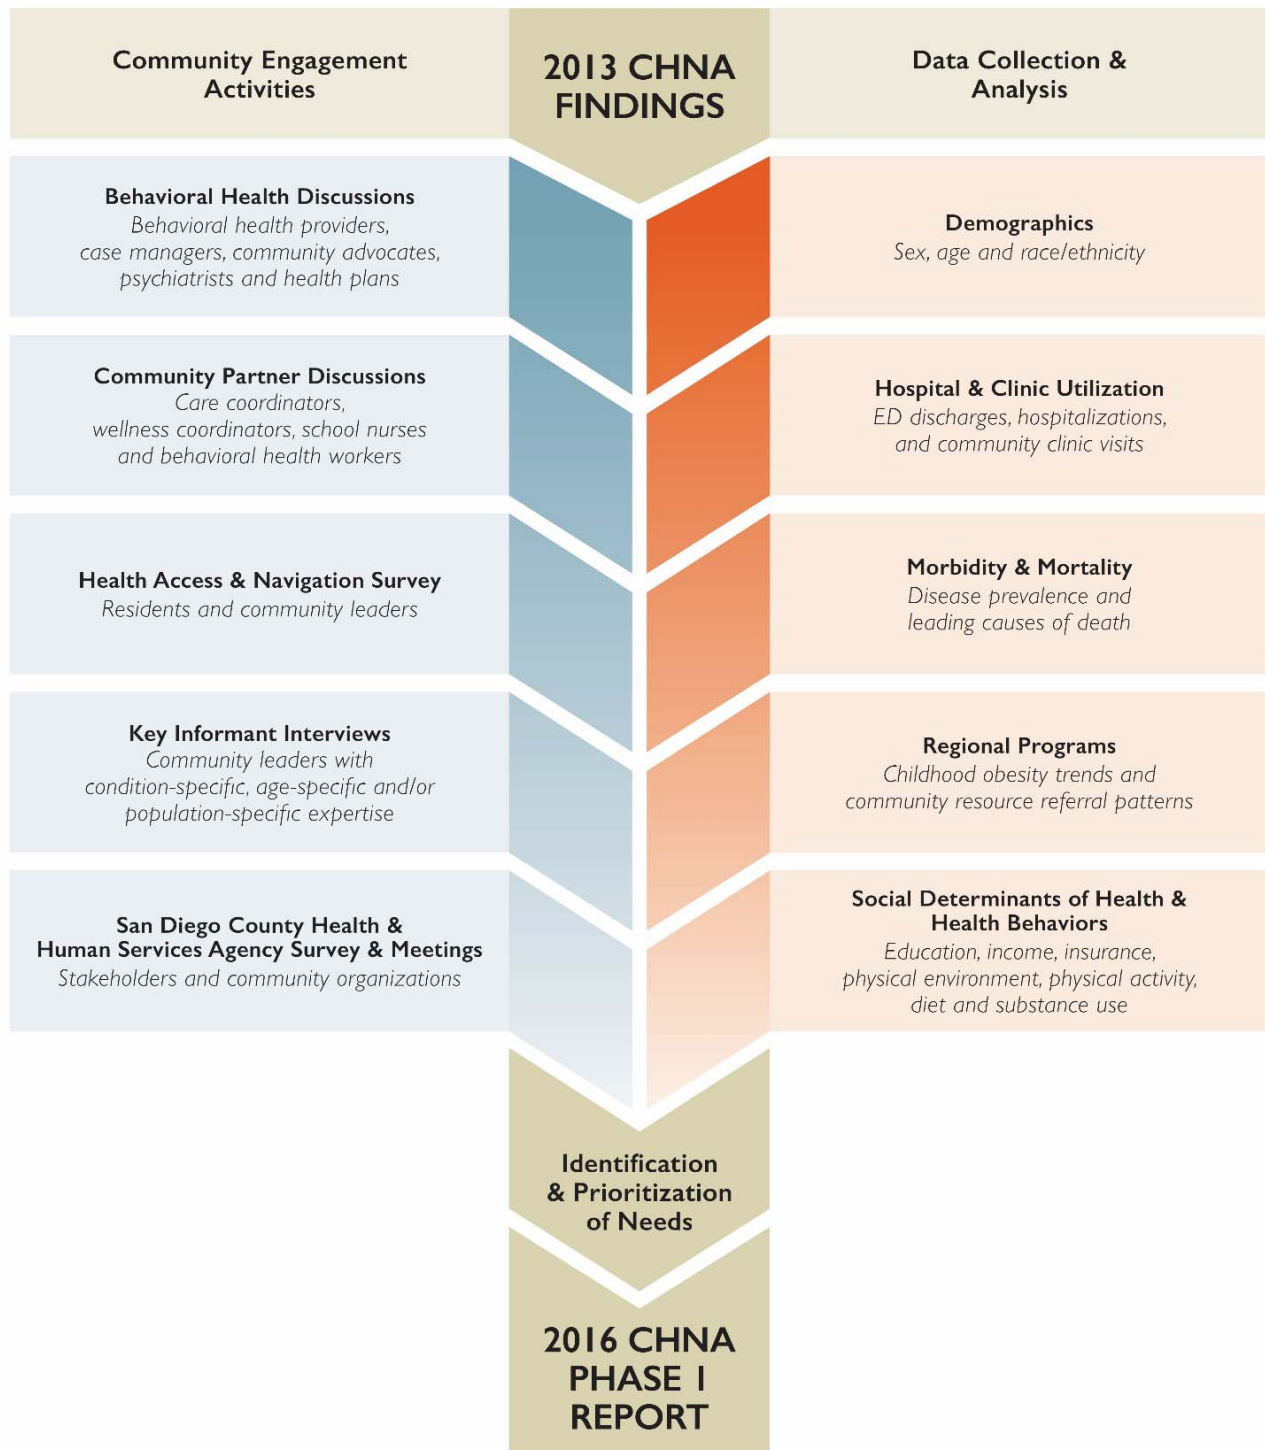 Community Engagement
Activities
2013 CHNA
FINDINGS
Data Collection &
Analysis
Behavioral Health Discussions
Behavioral health providers,
case managers, community advocates,
psychiatrists and health plans
Demographics
Sex, age and race/ethnicity
Community Partner Discussions
Care coordinators,
wellness coordinators, school nurses
and behavioral health workers
Hospital & Clinic Utilization
ED discharges, hospitalizations,
and community clinic visits
Health Access & Navigation Survey
Residents and community leaders
Morbidity & Mortality
Disease prevalence and
leading causes of death
Key Informant Interviews
Community leaders with
condition-specific, age-specific and/or
population-specific expertise
Regional Programs
Childhood obesity trends and
community resource referral patterns
San Diego County Health &
Human Services Agency Survey & Meetings
Stakeholders and community organizations
Social Determinants of Health &
Health Behaviors
Education, income, insurance,
physical environment, physical activity,
diet and substance use
Identification
& Prioritization
of Needs
2016 CHNA
PHASE 1
REPORT